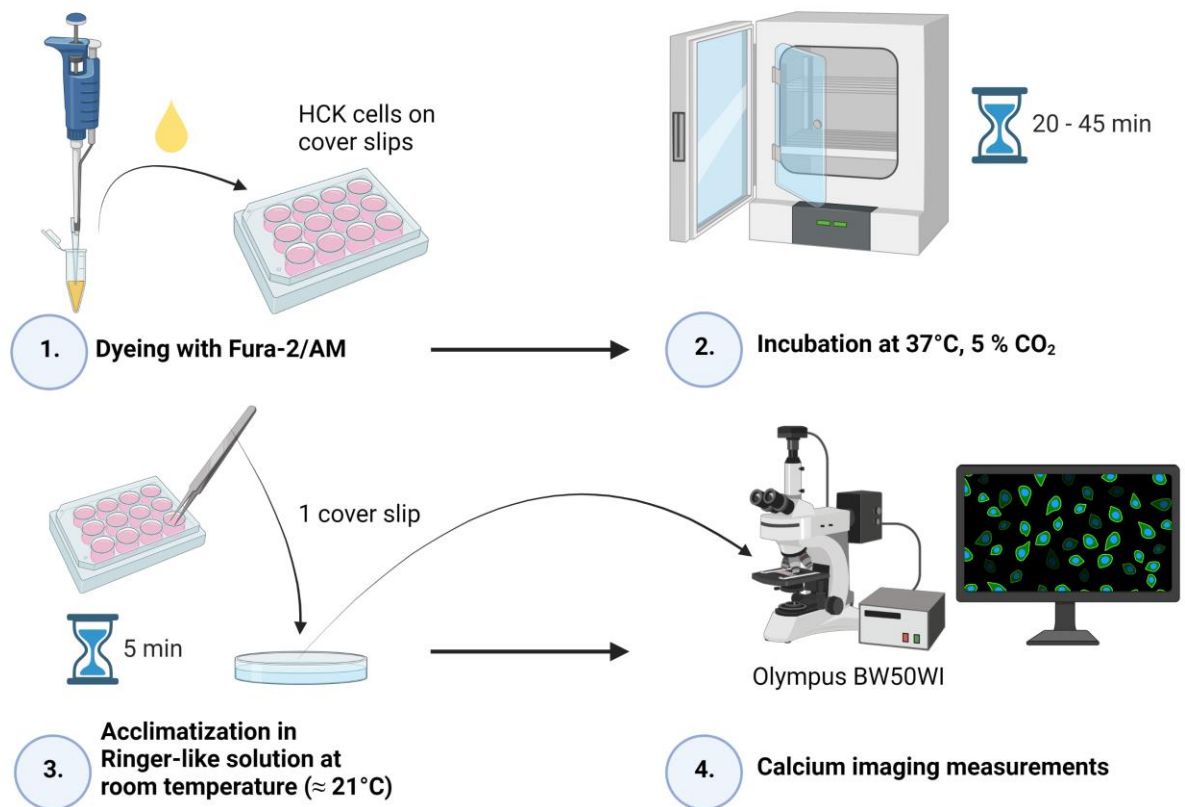 HCK cells on
cover slips
20 - 45 min
1. Dyeing with Fura-2/AM
2. Incubation at 37°C, 5 % CO₂
1 cover slip
5 min
Olympus BW50WI
3. Acclimatization in
Ringer-like solution at
room temperature (≈ 21°C)
4. Calcium imaging measurements